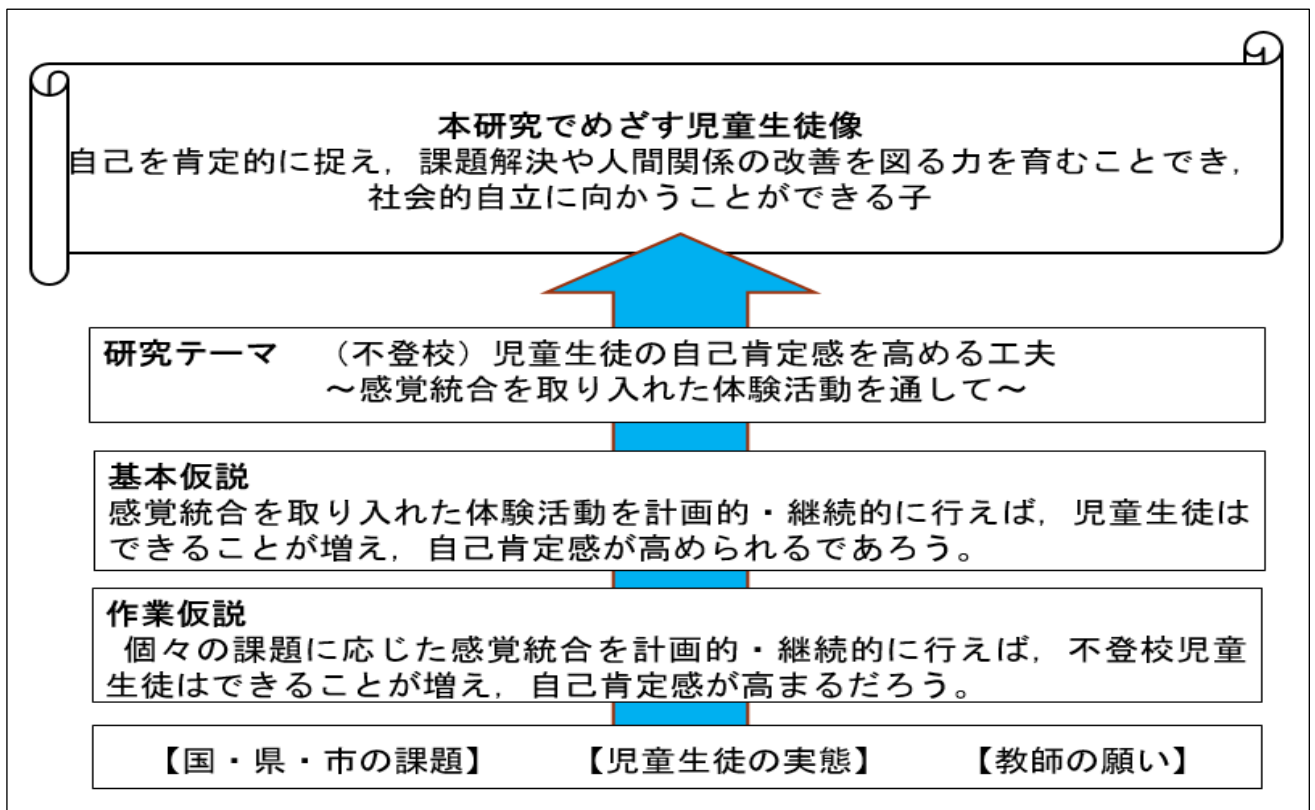 本研究でめざす児童生徒像
自己を肯定的に捉え，課題解決や人間関係の改善を図る力を育むことでき，
社会的自立に向かうことができる子
研究テーマ　（不登校）児童生徒の自己肯定感を高める工夫
～感覚統合を取り入れた体験活動を通して～
基本仮説
感覚統合を取り入れた体験活動を計画的・継続的に行えば，児童生徒は
できることが増え，自己肯定感が高められるであろう。
作業仮説
個々の課題に応じた感覚統合を計画的・継続的に行えば，不登校児童
生徒はできることが増え，自己肯定感が高まるだろう。
【国・県・市の課題】　【児童生徒の実態】　【教師の願い】